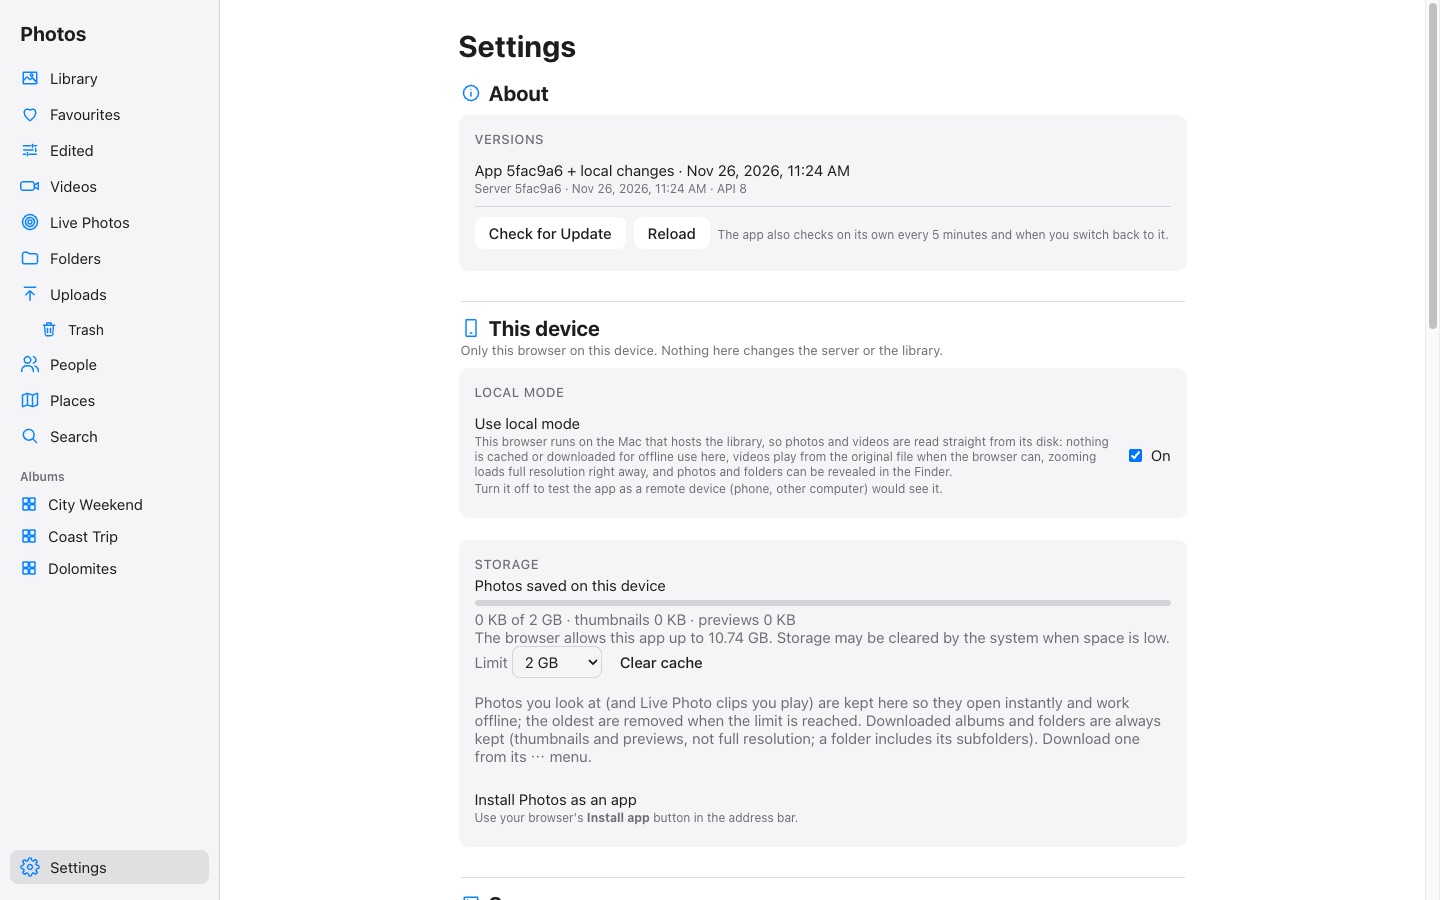 Photos
Library
Favourites
Edited
Videos
Live Photos
Folders
Uploads
Trash
People
Places
Search
Albums
City Weekend
Coast Trip
Dolomites
Settings
Settings
About
VERSIONS
App 5fac9a6 + local changes · Nov 26, 2026, 11:24 AM
Server 5fac9a6 · Nov 26, 2026, 11:24 AM · API 8
Check for Update
Reload
The app also checks on its own every 5 minutes and when you switch back to it.
This device
Only this browser on this device. Nothing here changes the server or the library.
LOCAL MODE
Use local mode
This browser runs on the Mac that hosts the library, so photos and videos are read straight from its disk: nothing
is cached or downloaded for offline use here, videos play from the original file when the browser can, zooming
loads full resolution right away, and photos and folders can be revealed in the Finder.
Turn it off to test the app as a remote device (phone, other computer) would see it.
On
STORAGE
Photos saved on this device
0 KB of 2 GB · thumbnails 0 KB · previews 0 KB
The browser allows this app up to 10.74 GB. Storage may be cleared by the system when space is low.
Limit
2 GB
Clear cache
Photos you look at (and Live Photo clips you play) are kept here so they open instantly and work
offline; the oldest are removed when the limit is reached. Downloaded albums and folders are always
kept (thumbnails and previews, not full resolution; a folder includes its subfolders). Download one
from its ··· menu.
Install Photos as an app
Use your browser's Install app button in the address bar.